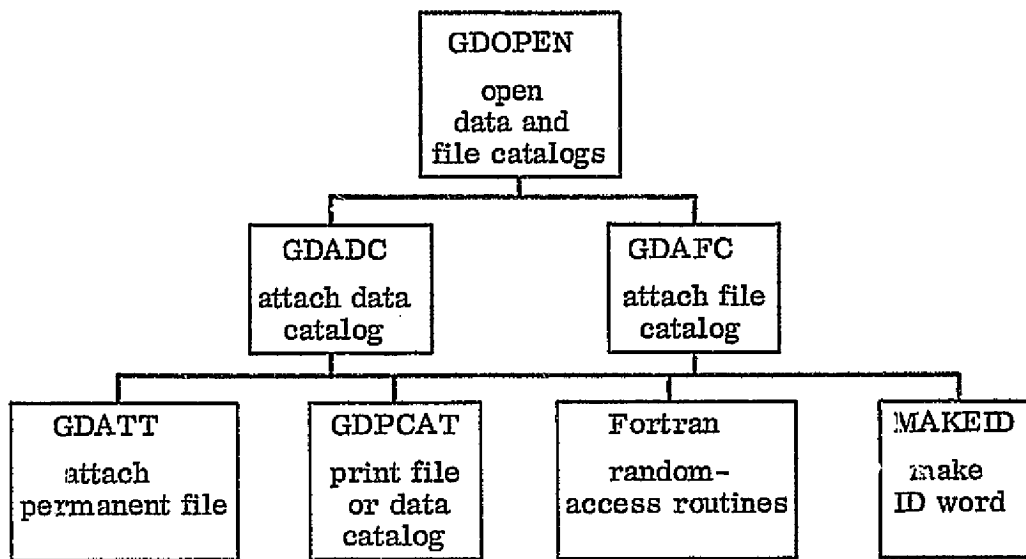 GDOPEN
open
data and
file catalogs
GDADC
attach data
catalog
GDAFC
attach file
catalog
GDATT
attach
permanent file
GDPCAT
print file
or data
catalog
Fortran
random-
access routines
MAKEID
make
ID word